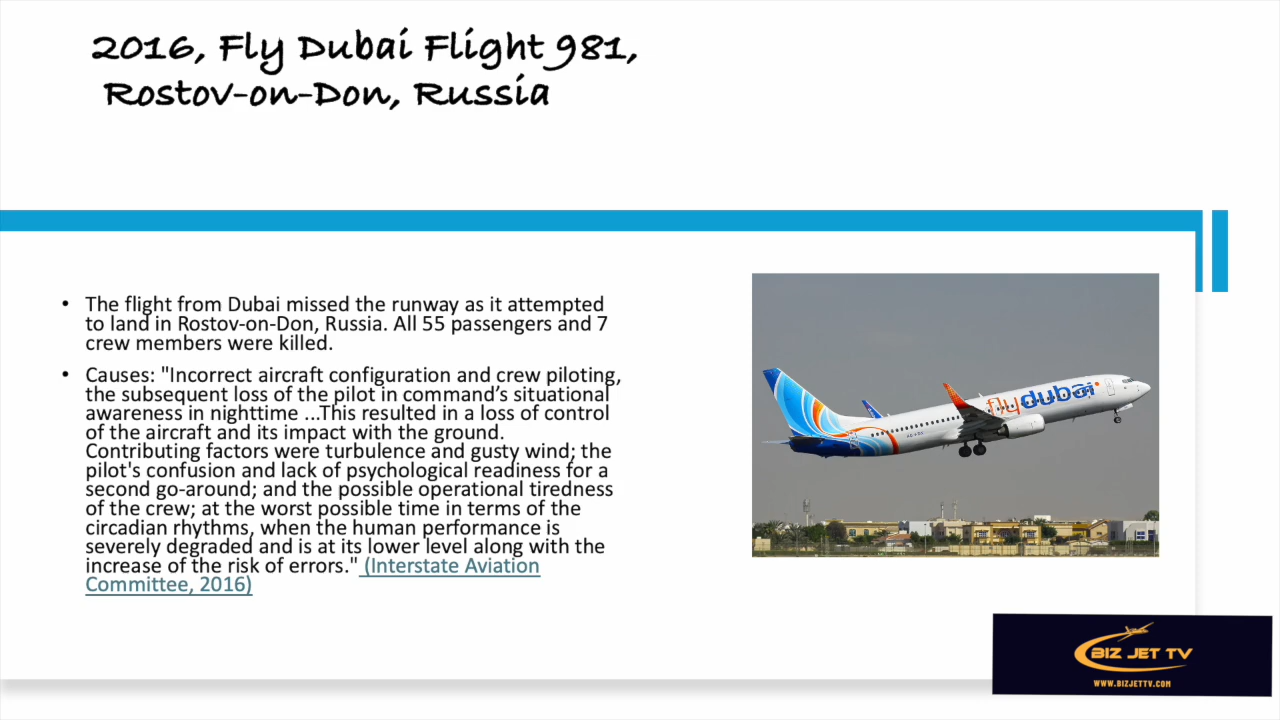 2016, Fly Dubai Flight 981,
Rostov-on-Don, Russia
• The flight from Dubai missed the runway as it attempted
to land in Rostov-on-Don, Russia. All 55 passengers and 7
crew members were killed.
• Causes: "Incorrect aircraft configuration and crew piloting,
the subsequent loss of the pilot in command’s situational
awareness in nighttime ...This resulted in a loss of control
of the aircraft and its impact with the ground.
Contributing factors were turbulence and gusty wind; the
pilot's confusion and lack of psychological readiness for a
second go-around; and the possible operational tiredness
of the crew; at the worst possible time in terms of the
circadian rhythms, when the human performance is
severely degraded and is at its lower level along with the
increase of the risk of errors." (Interstate Aviation
Committee, 2016)
flydubai
BIZ JET TV
WWW.BIZJETTV.COM